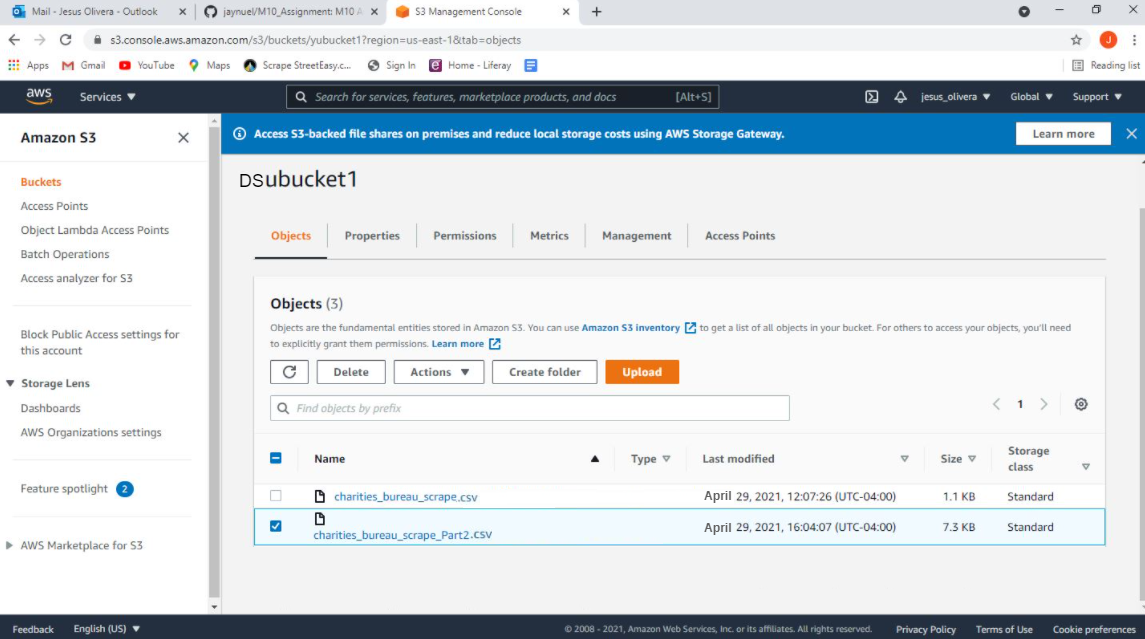 Mail - Jesus Olivera - Outlook
jaynuel/M10_Assignment: M10 A
S3 Management Console
s3.console.aws.amazon.com/s3/buckets/yubucket1?region=us-east-1&tab=objects
J
Apps Gmail YouTube Maps Scrape StreetEasy.c... Sign In Home - Liferay Reading list
aws Services Search for services, features, marketplace products, and docs [Alt+S] jesus_olivera Global Support
Amazon S3
Access S3-backed file shares on premises and reduce local storage costs using AWS Storage Gateway. Learn more
Buckets
Access Points
Object Lambda Access Points
Batch Operations
Access analyzer for S3
Block Public Access settings for
this account
Storage Lens
Dashboards
AWS Organizations settings
Feature spotlight 2
AWS Marketplace for S3
DSubucket1
Objects Properties Permissions Metrics Management Access Points
Objects (3)
Objects are the fundamental entities stored in Amazon S3. You can use Amazon S3 inventory to get a list of all objects in your bucket. For others to access your objects, you'll need
to explicitly grant them permissions. Learn more
Delete Actions Create folder Upload
Find objects by prefix 1
Name Type Last modified Size Storage
class
charities_bureau_scrape.csv April 29, 2021, 12:07:26 (UTC-04:00) 1.1 KB Standard
charities_bureau_scrape_Part2.csv April 29, 2021, 16:04:07 (UTC-04:00) 7.3 KB Standard
Feedback English (US) © 2008 - 2021, Amazon Web Services, Inc. or its affiliates. All rights reserved. Privacy Policy Terms of Use Cookie preferences